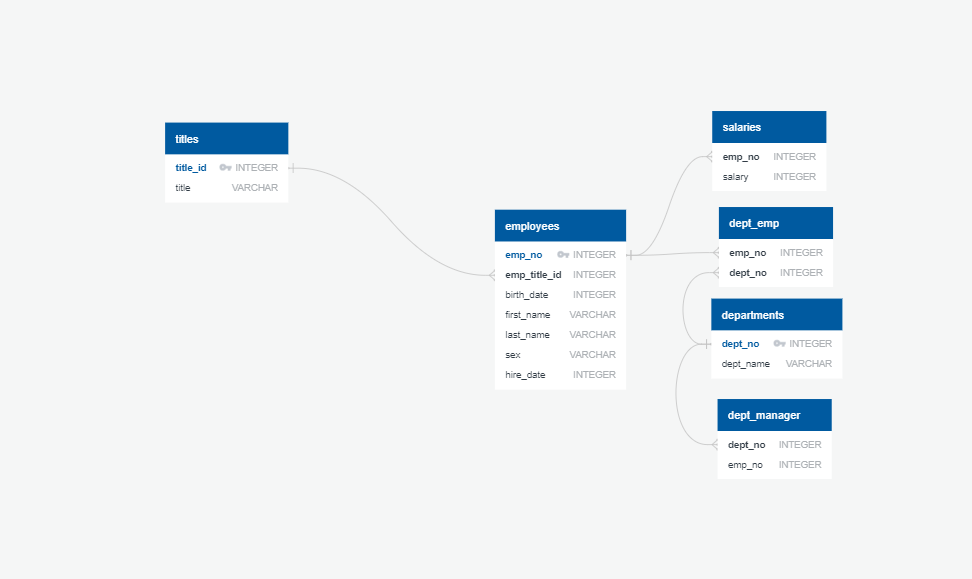 titles
title_id INTEGER
title VARCHAR
employees
emp_no INTEGER
emp_title_id INTEGER
birth_date INTEGER
first_name VARCHAR
last_name VARCHAR
sex VARCHAR
hire_date INTEGER
salaries
emp_no INTEGER
salary INTEGER
dept_emp
emp_no INTEGER
dept_no INTEGER
departments
dept_no INTEGER
dept_name VARCHAR
dept_manager
dept_no INTEGER
emp_no INTEGER